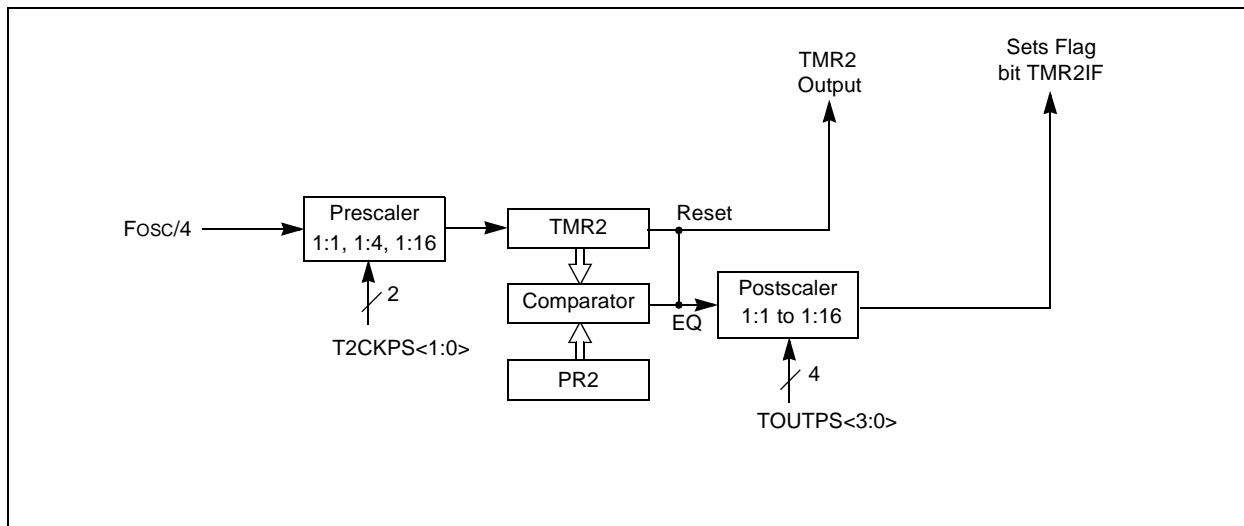 Sets Flag
bit TMR2IF
TMR2
Output
Fosc/4
Prescaler
1:1, 1:4, 1:16
TMR2
Reset
2
T2CKPS<1:0>
Comparator
EQ
PR2
Postscaler
1:1 to 1:16
4
TOUTPS<3:0>